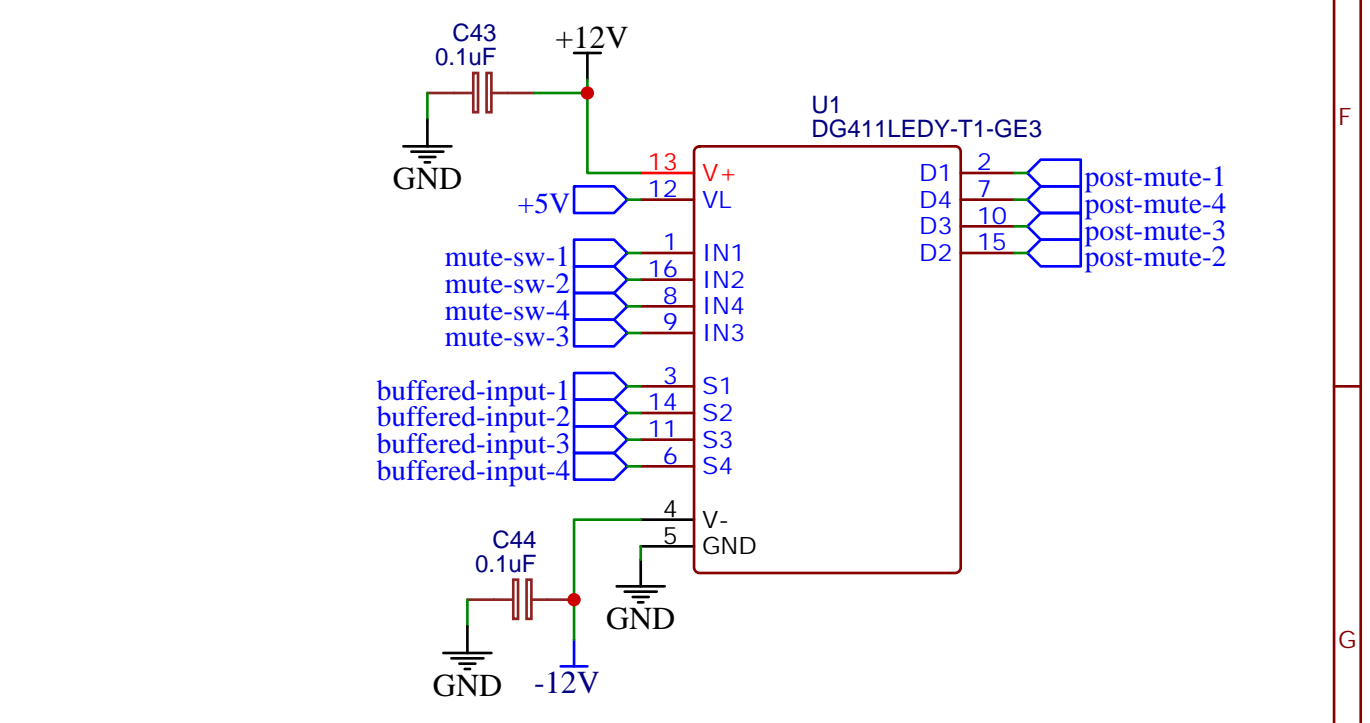 C43
0.1uF
+12V
GND
U1
DG411LEDY-T1-GE3
F
13 V+
12 VL
+5V
mute-sw-1 1 IN1
mute-sw-2 16 IN2
mute-sw-4 8 IN4
mute-sw-3 9 IN3
buffered-input-1 3 S1
buffered-input-2 14 S2
buffered-input-3 11 S3
buffered-input-4 6 S4
4 V-
5 GND
D1 2 post-mute-1
D4 7 post-mute-4
D3 10 post-mute-3
D2 15 post-mute-2
C44
0.1uF
GND
GND
-12V
G